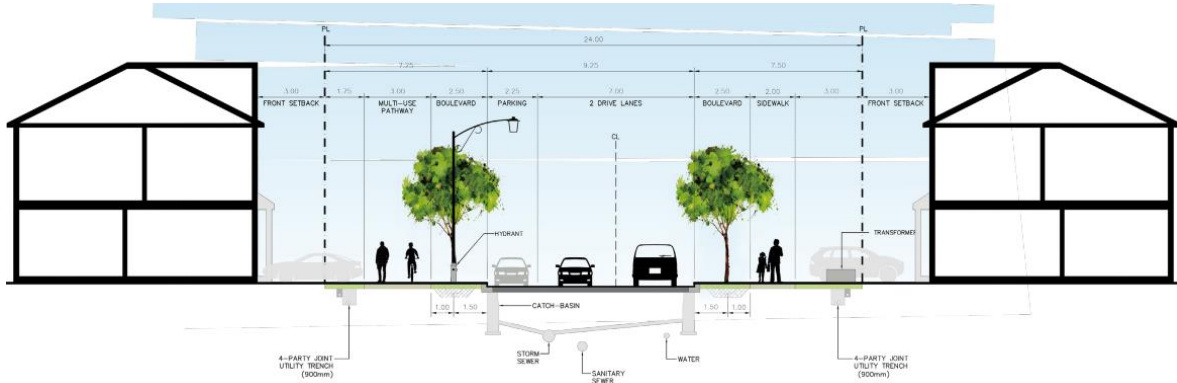 PL
PL
24.00
7.25
9.25
7.50
3.00
1.75
3.00
2.50
2.25
7.00
2.50
2.00
3.00
3.00
FRONT SETBACK
MULTI-USE
PATHWAY
BOULEVARD
PARKING
2 DRIVE LANES
BOULEVARD
SIDEWALK
FRONT SETBACK
CL
HYDRANT
TRANSFORMER
1.00
1.50
CATCH-BASIN
1.50
1.00
4-PARTY JOINT
UTILITY TRENCH
(900mm)
STORM
SEWER
SANITARY
SEWER
WATER
4-PARTY JOINT
UTILITY TRENCH
(900mm)